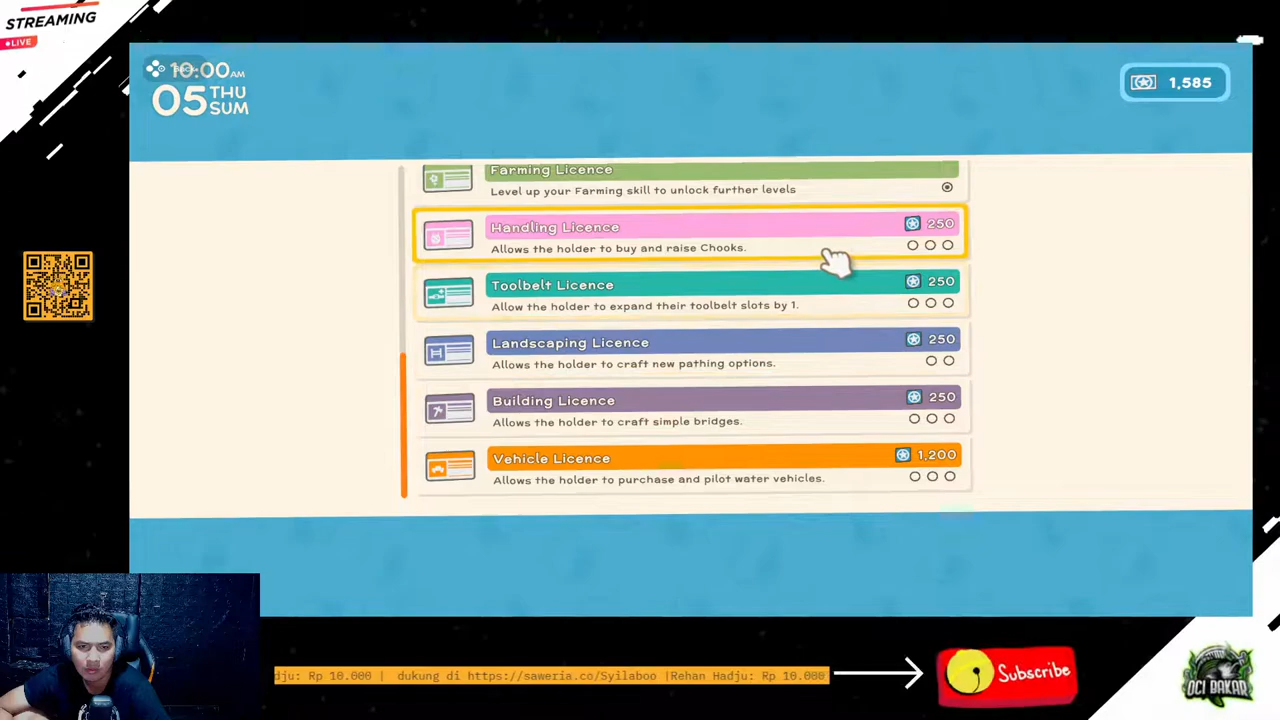 STREAMING
LIVE
10:00AM
05 THU
SUM
1,585
Farming Licence
Level up your Farming skill to unlock further levels
Handling Licence 250
Allows the holder to buy and raise Chooks.
Toolbelt Licence 250
Allow the holder to expand their toolbelt slots by 1.
Landscaping Licence 250
Allows the holder to craft new pathing options.
Building Licence 250
Allows the holder to craft simple bridges.
Vehicle Licence 1,200
Allows the holder to purchase and pilot water vehicles.
dju: Rp 10.000 | dukung di https://saweria.co/Syilaboo |Rehan Hadju: Rp 10.000
Subscribe
OCI BAKAR